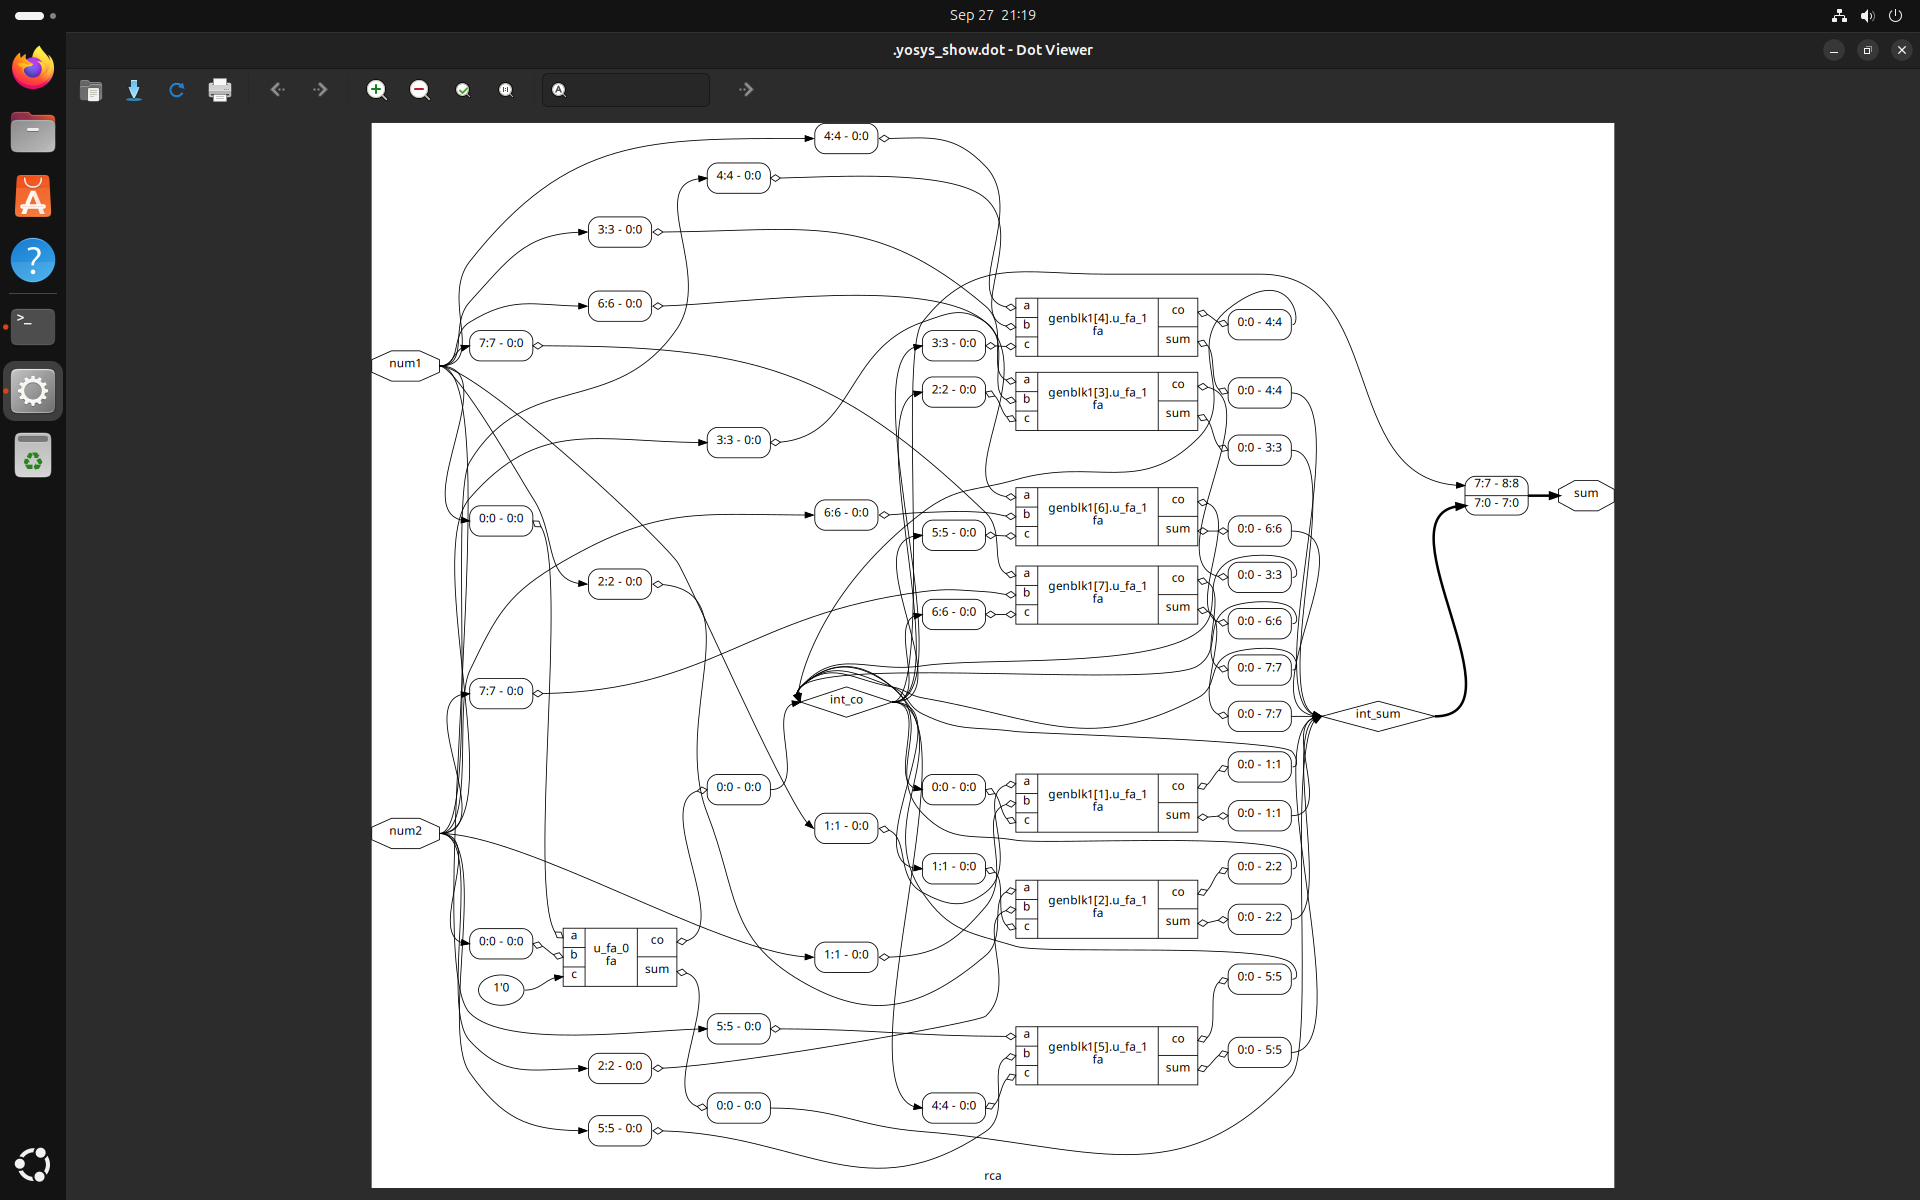 Sep 27 21:19
.yosys_show.dot - Dot Viewer
4:4 - 0:0
4:4 - 0:0
3:3 - 0:0
6:6 - 0:0
7:7 - 0:0
num1
3:3 - 0:0
2:2 - 0:0
a
b
c
genblk1[4].u_fa_1
fa
co
sum
0:0 - 4:4
a
b
c
genblk1[3].u_fa_1
fa
co
sum
0:0 - 4:4
0:0 - 3:3
3:3 - 0:0
7:7 - 8:8
7:0 - 7:0
sum
0:0 - 0:0
6:6 - 0:0
5:5 - 0:0
a
b
c
genblk1[6].u_fa_1
fa
co
sum
0:0 - 6:6
2:2 - 0:0
6:6 - 0:0
a
b
c
genblk1[7].u_fa_1
fa
co
sum
0:0 - 3:3
0:0 - 6:6
0:0 - 7:7
7:7 - 0:0
int_co
0:0 - 7:7
int_sum
num2
0:0 - 0:0
1:1 - 0:0
0:0 - 0:0
a
b
c
genblk1[1].u_fa_1
fa
co
sum
0:0 - 1:1
0:0 - 1:1
1:1 - 0:0
a
b
c
genblk1[2].u_fa_1
fa
co
sum
0:0 - 2:2
0:0 - 2:2
0:0 - 0:0
1'0
a
b
c
u_fa_0
fa
co
sum
1:1 - 0:0
0:0 - 5:5
5:5 - 0:0
2:2 - 0:0
a
b
c
genblk1[5].u_fa_1
fa
co
sum
0:0 - 5:5
0:0 - 0:0
4:4 - 0:0
5:5 - 0:0
rca